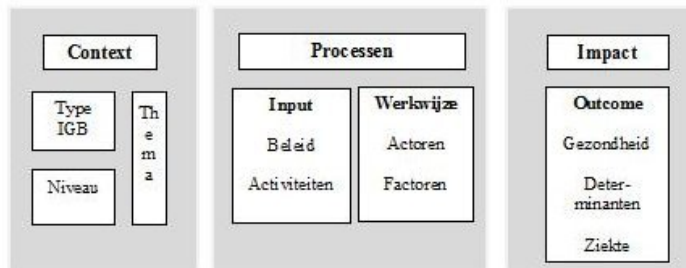 Context
Type
IGB
Niveau
Th
e
m
a
Processen
Input
Beleid
Activiteiten
Werkwijze
Actoren
Factoren
Impact
Outcome
Gezondheid
Deter-
minanten
Ziekte